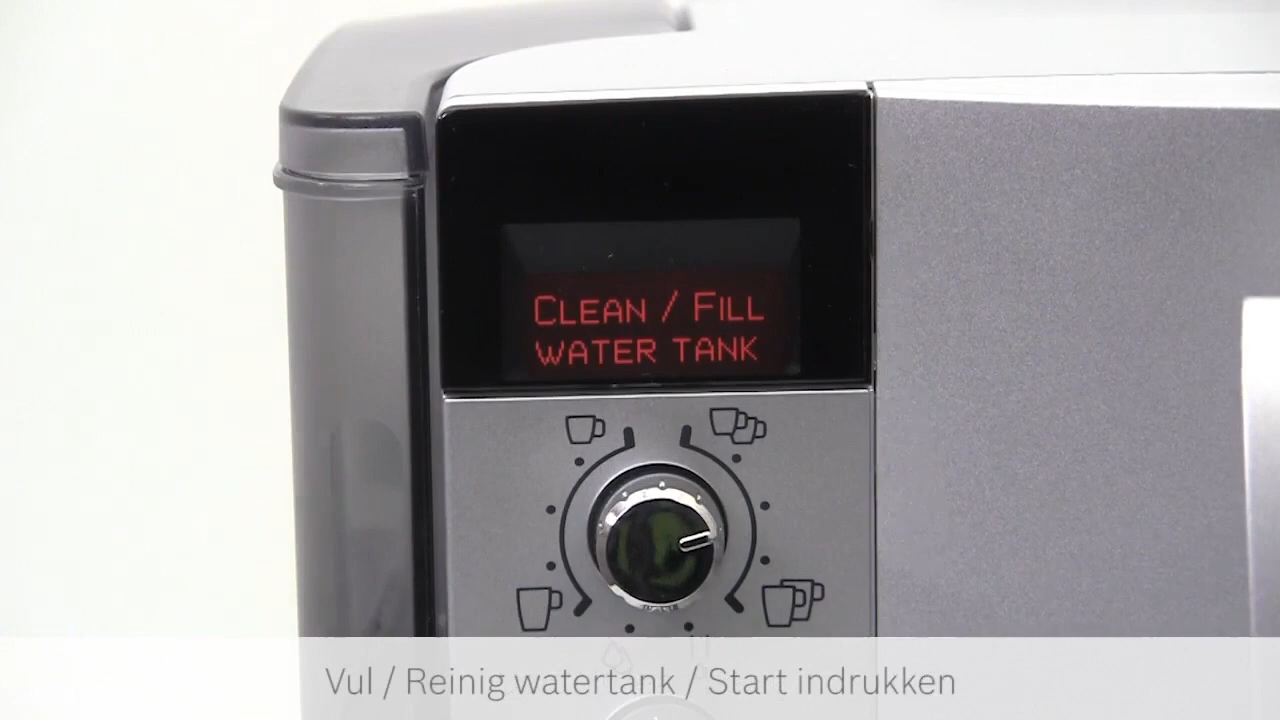 CLEAN / FILL
WATER TANK
Vul / Reinig watertank / Start indrukken